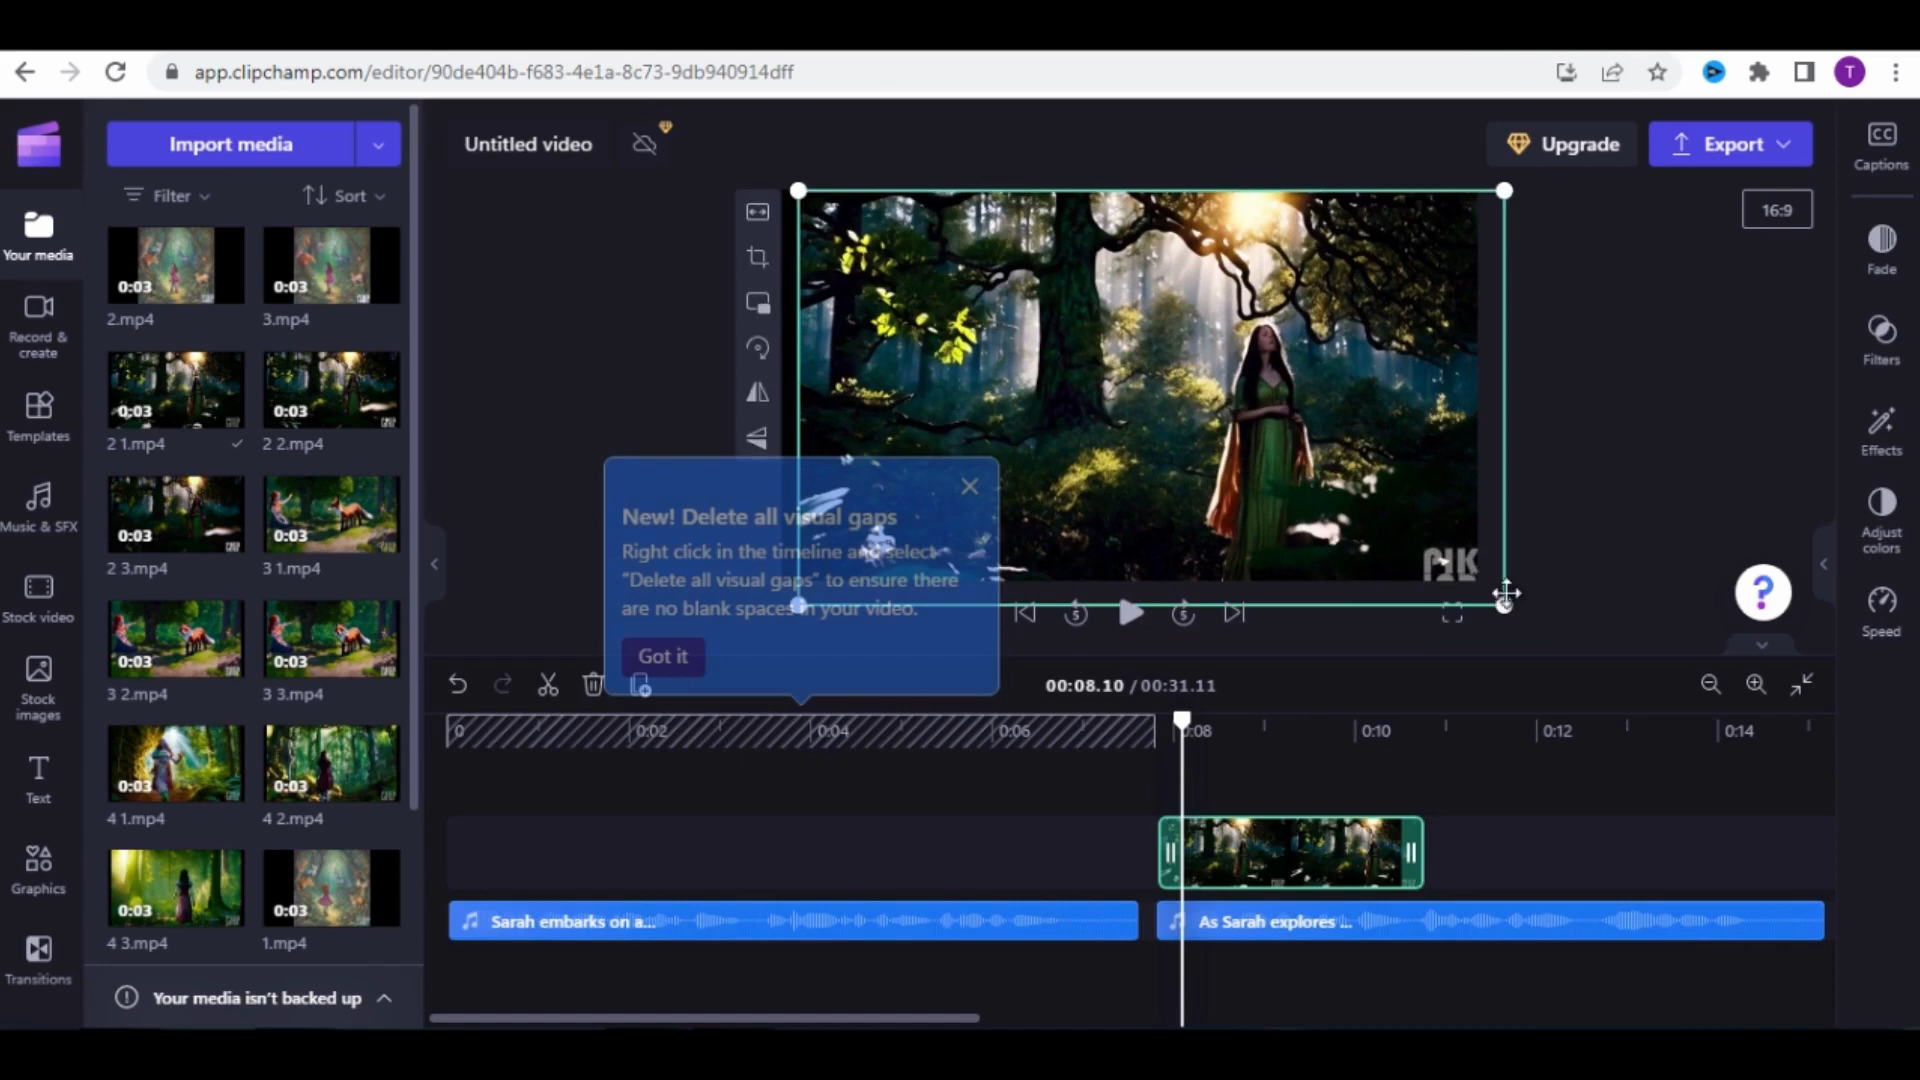 app.clipchamp.com/editor/90de404b-f683-4e1a-8c73-9db940914dff
T
Import media
Untitled video
Upgrade
Export
CC
Captions
Filter
Sort
16:9
Your media
0:03
0:03
2.mp4
3.mp4
Fade
Record &
create
0:03
0:03
2 1.mp4
2 2.mp4
Filters
Templates
0:03
0:03
2 3.mp4
3 1.mp4
Effects
Music & SFX
New! Delete all visual gaps
Right click in the timeline and select
“Delete all visual gaps” to ensure there
are no blank spaces in your video.
Got it
Adjust
colors
Stock video
0:03
0:03
3 2.mp4
3 3.mp4
5
5
?
Speed
Stock
images
00:08.10 / 00:31.11
0
0:02
0:04
0:06
0:08
0:10
0:12
0:14
Text
0:03
0:03
4 1.mp4
4 2.mp4
Graphics
0:03
0:03
4 3.mp4
1.mp4
Sarah embarks on a...
As Sarah explores ...
Transitions
Your media isn't backed up